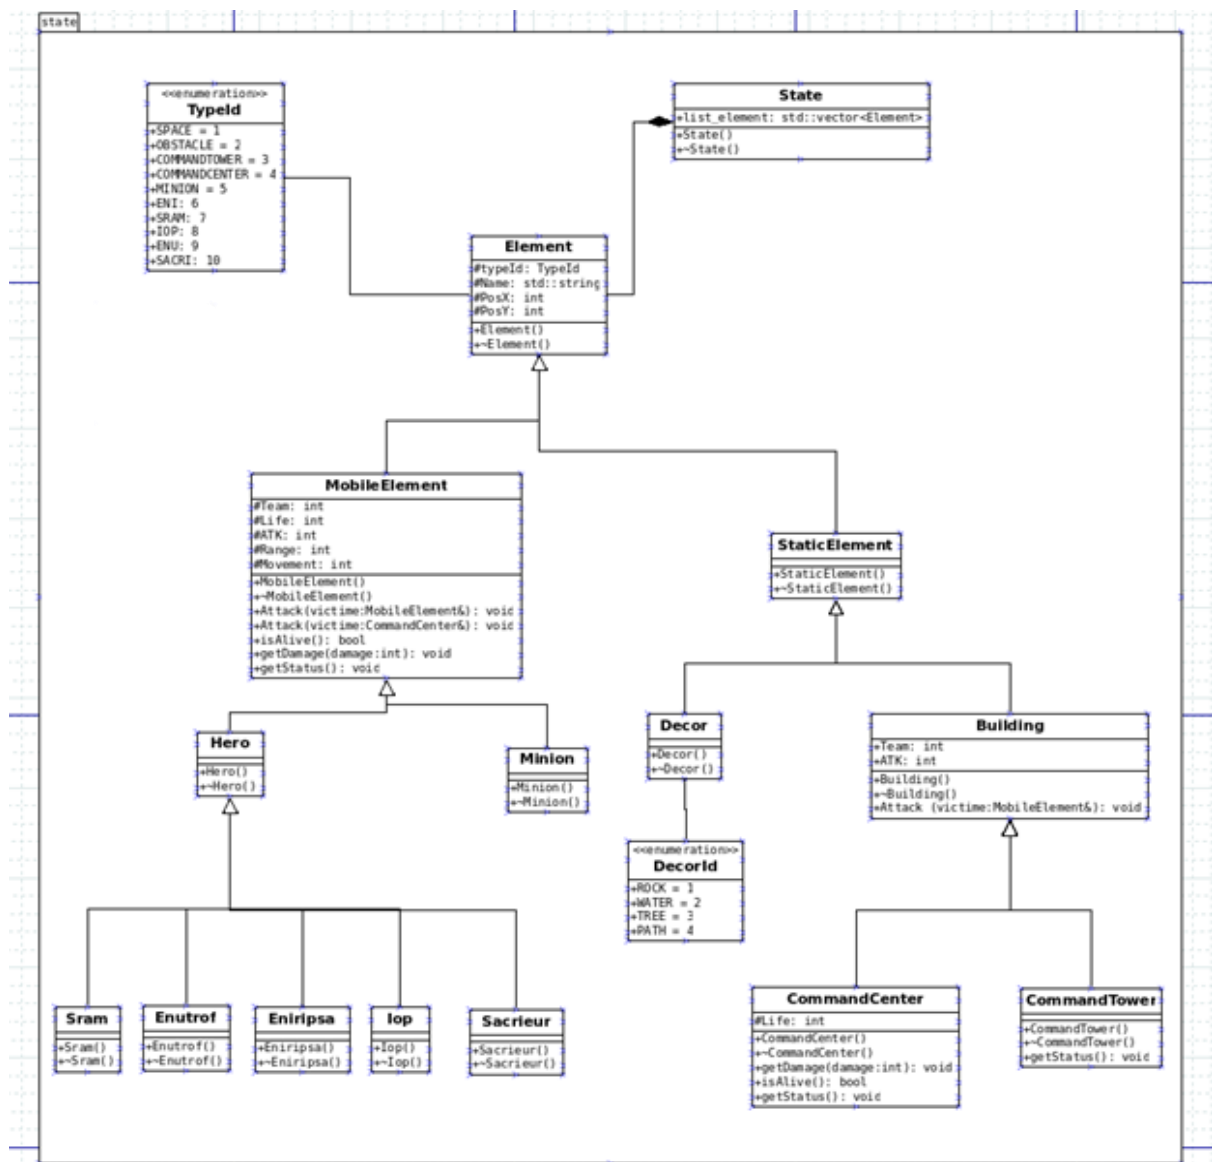 state
<<enumeration>>
TypeId
+SPACE = 1
+OBSTACLE = 2
+COMMANDTOWER = 3
+COMMANDCENTER = 4
+MINION = 5
+ENI: 6
+SRAM: 7
+IOP: 8
+ENU: 9
+SACRI: 10
State
+list_element: std::vector<Element>
+State()
+~State()
Element
#typeId: TypeId
#Name: std::string
#PosX: int
#PosY: int
+Element()
+~Element()
MobileElement
#Team: int
#Life: int
#ATK: int
#Range: int
#Movement: int
+MobileElement()
+~MobileElement()
+Attack(victime:MobileElement&): void
+Attack(victime:CommandCenter&): void
+isAlive(): bool
+getDamage(damage:int): void
+getStatus(): void
StaticElement
+StaticElement()
+~StaticElement()
Hero
+Hero()
+~Hero()
Minion
+Minion()
+~Minion()
Decor
+Decor()
+~Decor()
Building
+Team: int
+ATK: int
+Building()
+~Building()
+Attack (victime:MobileElement&): void
<<enumeration>>
DecorId
+ROCK = 1
+WATER = 2
+TREE = 3
+PATH = 4
Sram
+Sram()
+~Sram()
Enutrof
+Enutrof()
+~Enutrof()
Eniripsa
+Eniripsa()
+~Eniripsa()
Iop
+Iop()
+~Iop()
Sacrieur
+Sacrieur()
+~Sacrieur()
CommandCenter
#Life: int
+CommandCenter()
+~CommandCenter()
+getDamage(damage:int): void
+isAlive(): bool
+getStatus(): void
CommandTower
+CommandTower()
+~CommandTower()
+getStatus(): void